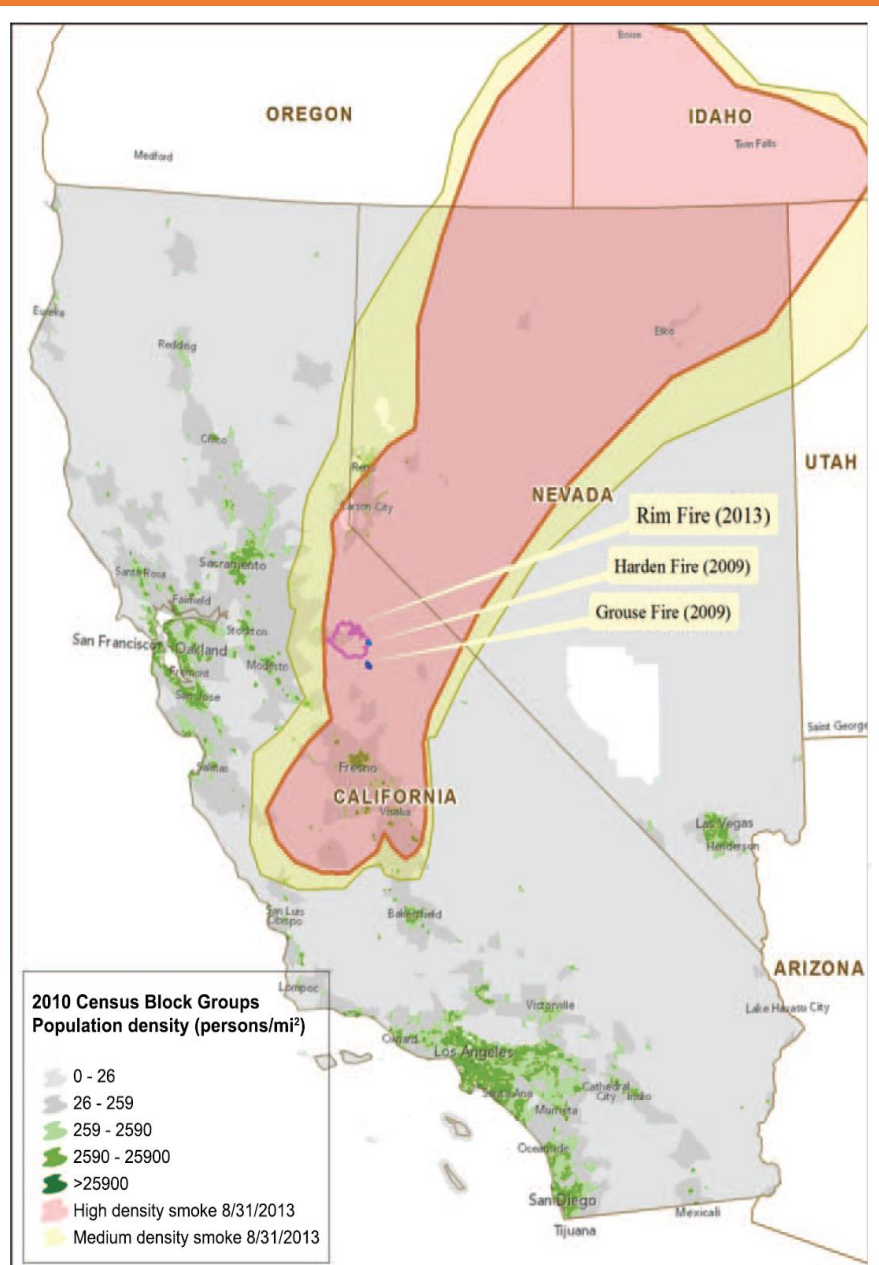 Boise
OREGON
IDAHO
Twin Falls
Medford
Eureka
Elko
Redding
Chico
UTAH
Reno
NEVADA
Carson City
Rim Fire (2013)
Harden Fire (2009)
Grouse Fire (2009)
Sacramento
Santa Rosa
Fairfield
Stockton
San Francisco
Oakland
Modesto
Fremont
San Jose
Saint George
Salinas
Fresno
CALIFORNIA
Visalia
Las Vegas
Henderson
San Luis
Obispo
Bakersfield
ARIZONA
Lompoc
Victorville
Lake Havasu City
Oxnard
Los Angeles
Santa Ana
Cathedral
City
Indio
Murrieta
Oceanside
San Diego
Mexicali
Tijuana
2010 Census Block Groups
Population density (persons/mi²)
0 - 26
26 - 259
259 - 2590
2590 - 25900
>25900
High density smoke 8/31/2013
Medium density smoke 8/31/2013